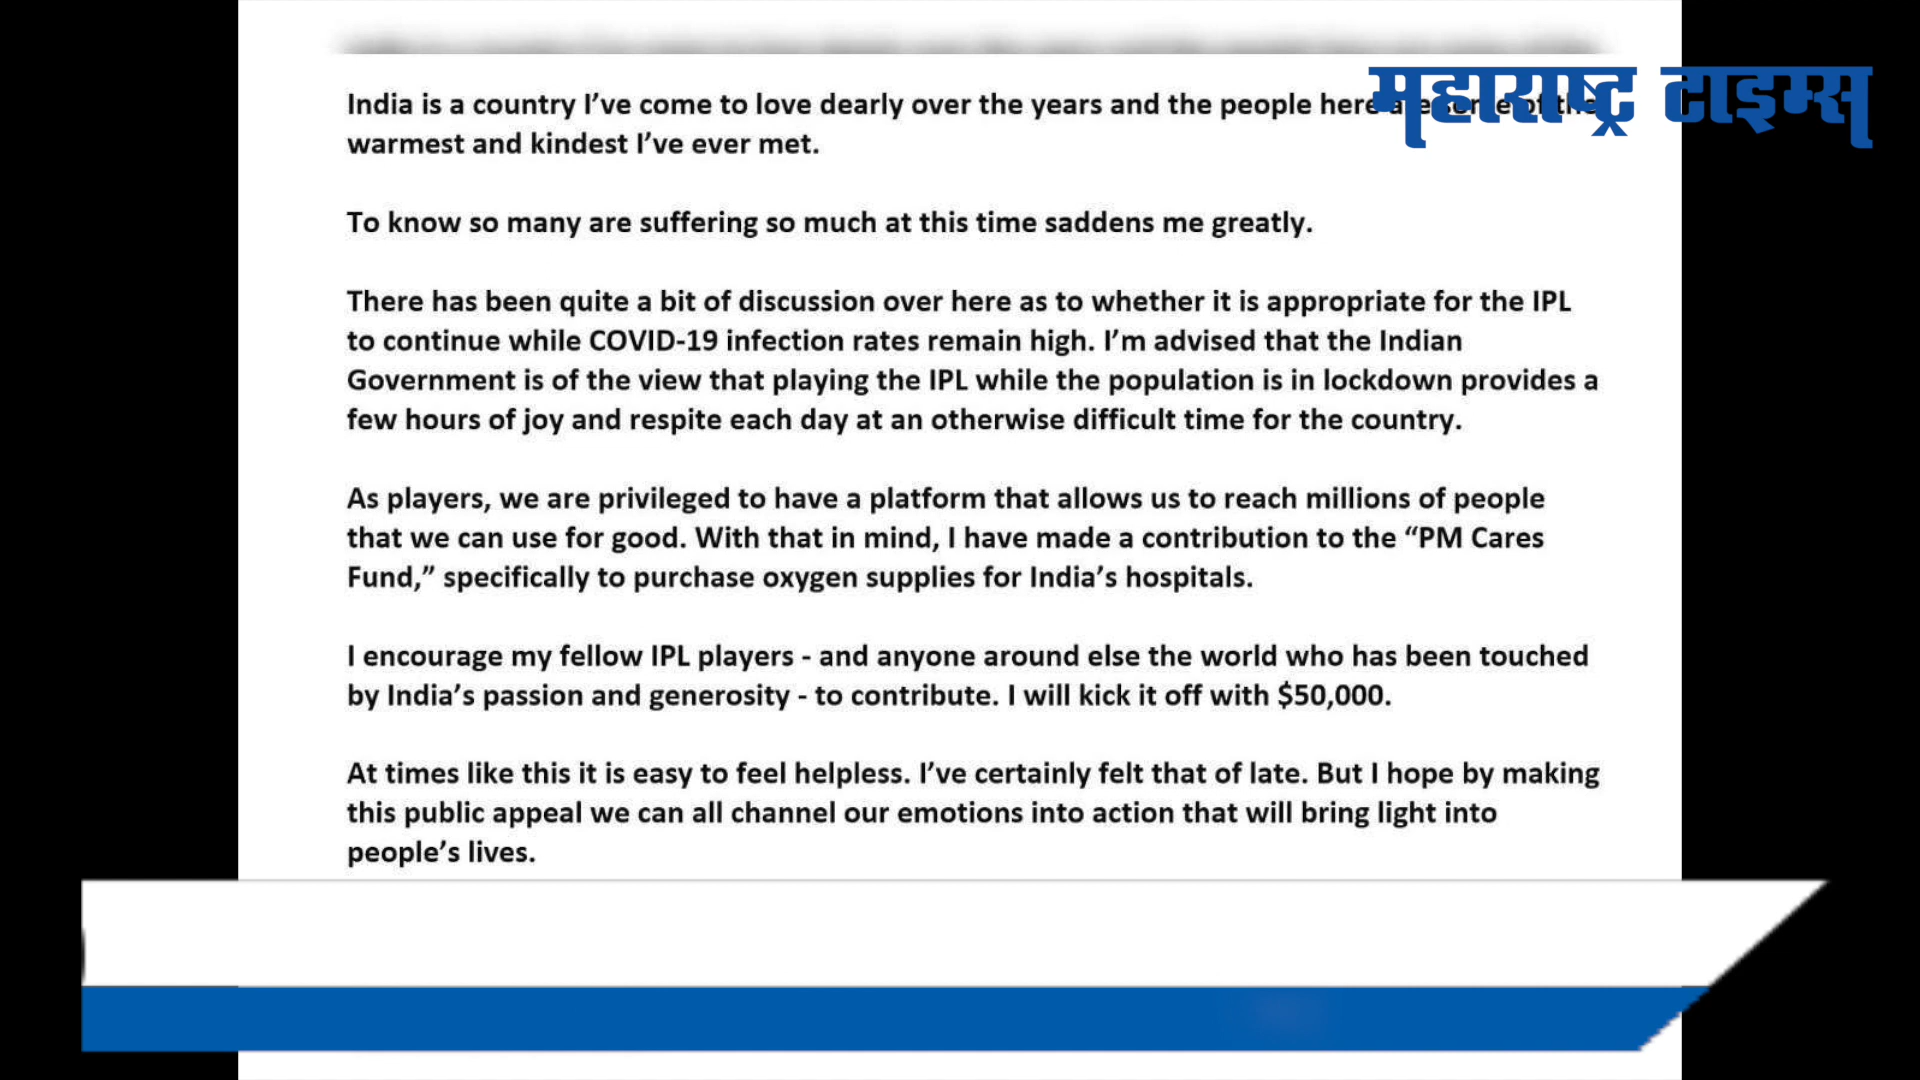 India is a country I’ve come to love dearly over the years and the people here are some of the
महाराष्ट्र टाइम्स
warmest and kindest I’ve ever met.
To know so many are suffering so much at this time saddens me greatly.
There has been quite a bit of discussion over here as to whether it is appropriate for the IPL
to continue while COVID-19 infection rates remain high. I’m advised that the Indian
Government is of the view that playing the IPL while the population is in lockdown provides a
few hours of joy and respite each day at an otherwise difficult time for the country.
As players, we are privileged to have a platform that allows us to reach millions of people
that we can use for good. With that in mind, I have made a contribution to the “PM Cares
Fund,” specifically to purchase oxygen supplies for India’s hospitals.
I encourage my fellow IPL players - and anyone around else the world who has been touched
by India’s passion and generosity - to contribute. I will kick it off with $50,000.
At times like this it is easy to feel helpless. I’ve certainly felt that of late. But I hope by making
this public appeal we can all channel our emotions into action that will bring light into
people’s lives.